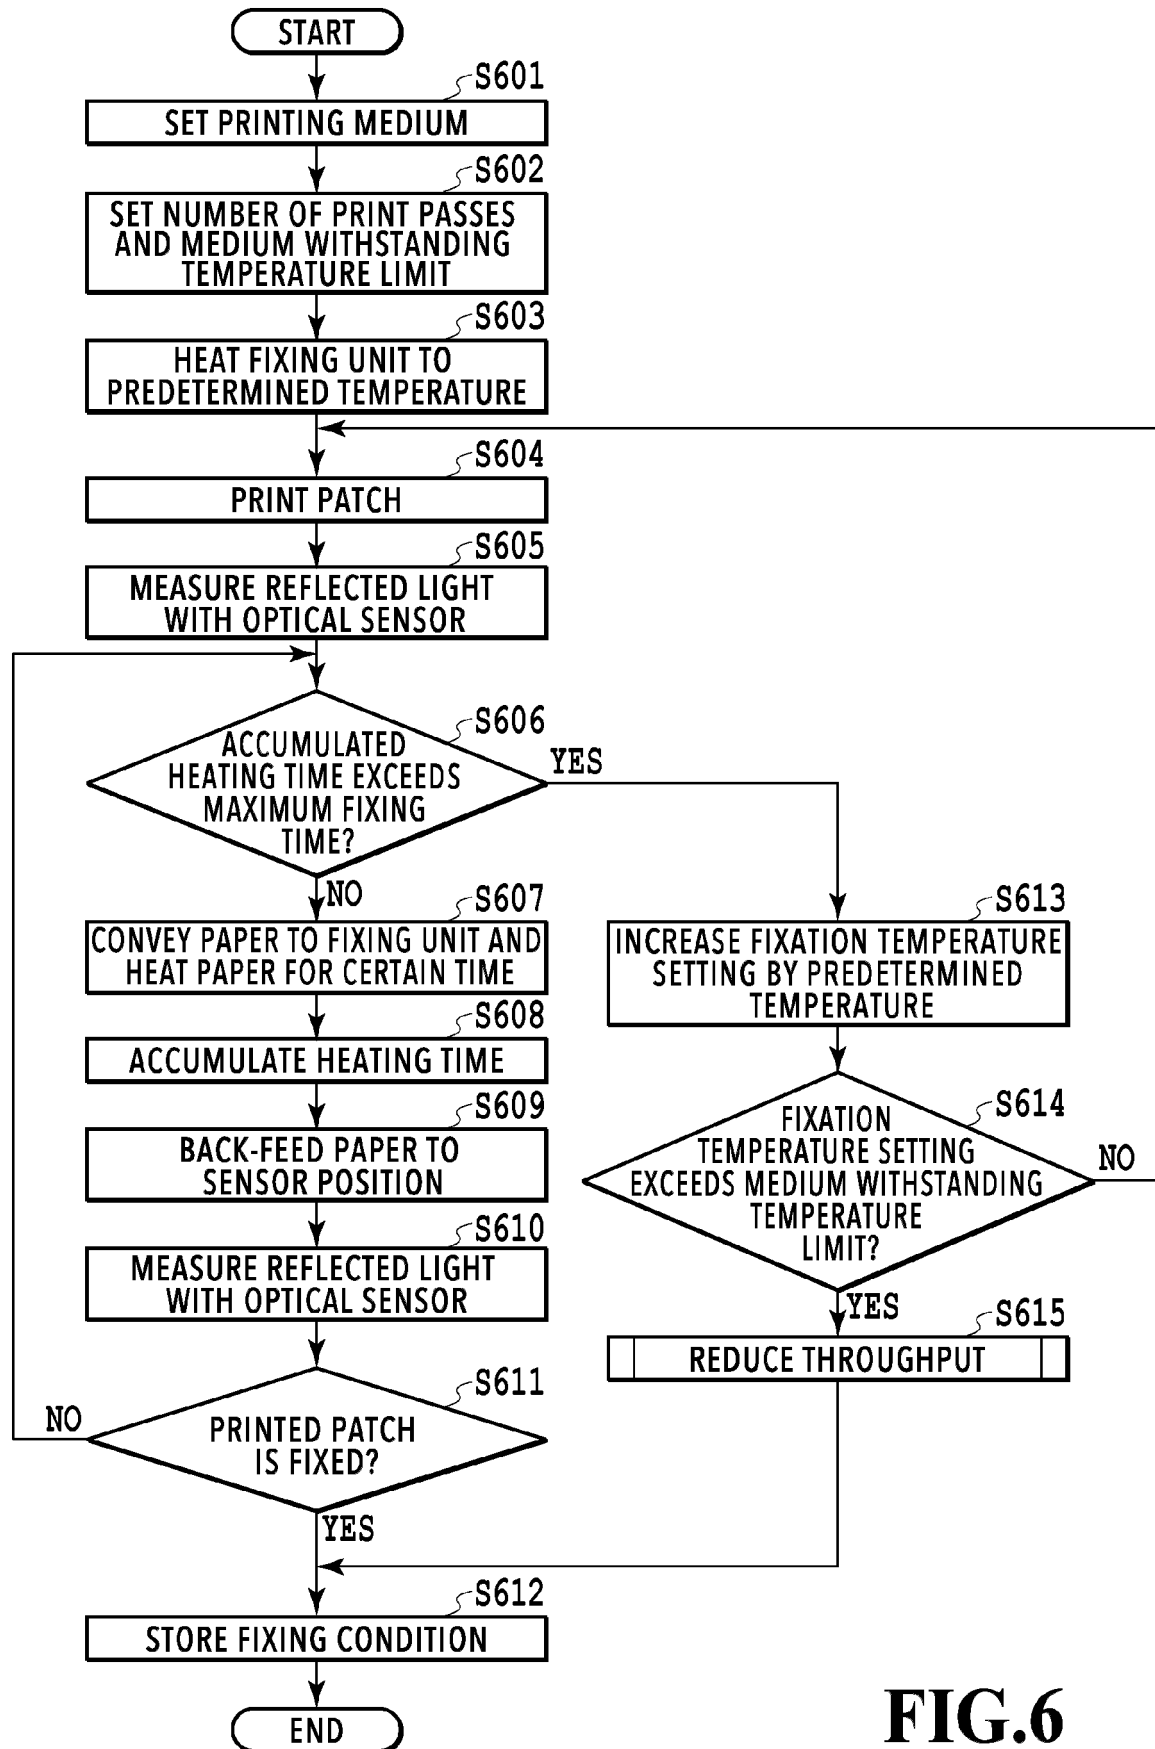 START
S601
SET PRINTING MEDIUM
S602
SET NUMBER OF PRINT PASSES
AND MEDIUM WITHSTANDING
TEMPERATURE LIMIT
S603
HEAT FIXING UNIT TO
PREDETERMINED TEMPERATURE
S604
PRINT PATCH
S605
MEASURE REFLECTED LIGHT
WITH OPTICAL SENSOR
S606
ACCUMULATED
HEATING TIME EXCEEDS
MAXIMUM FIXING
TIME?
YES
NO
S607
CONVEY PAPER TO FIXING UNIT AND
HEAT PAPER FOR CERTAIN TIME
S608
ACCUMULATE HEATING TIME
S609
BACK-FEED PAPER TO
SENSOR POSITION
S610
MEASURE REFLECTED LIGHT
WITH OPTICAL SENSOR
S611
PRINTED PATCH
IS FIXED?
NO
YES
S613
INCREASE FIXATION TEMPERATURE
SETTING BY PREDETERMINED
TEMPERATURE
S614
FIXATION
TEMPERATURE SETTING
EXCEEDS MEDIUM WITHSTANDING
TEMPERATURE
LIMIT?
NO
YES
S615
REDUCE THROUGHPUT
S612
STORE FIXING CONDITION
END
FIG.6